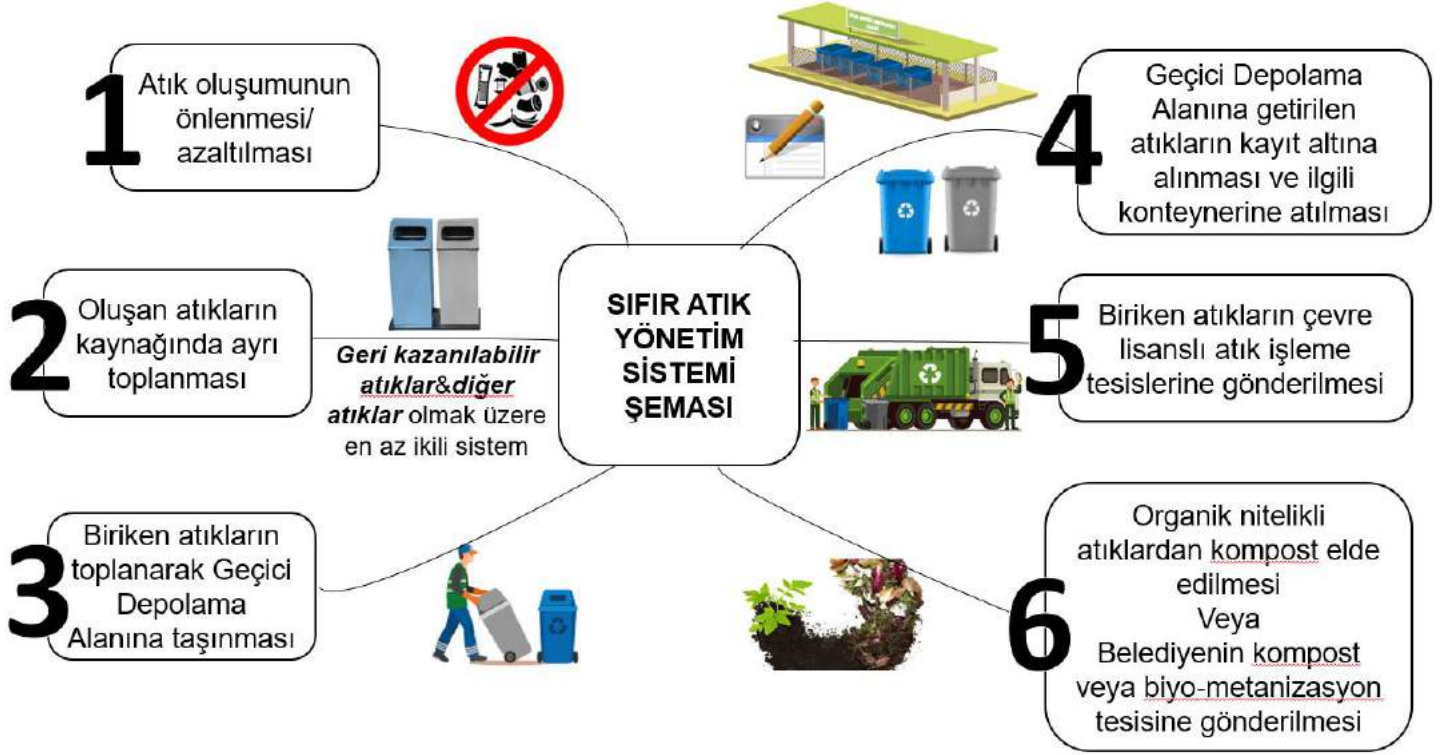 1
Atık oluşumunun
önlenmesi/
azaltılması
2
Oluşan atıkların
kaynağında ayrı
toplanması
Geri kazanılabilir
atıklar&diğer
atıklar olmak üzere
en az ikili sistem
3
Biriken atıkların
toplanarak Geçici
Depolama
Alanına taşınması
SIFIR ATIK
YÖNETİM
SİSTEMİ
ŞEMASI
4
Geçici Depolama
Alanına getirilen
atıkların kayıt altına
alınması ve ilgili
konteynerine atılması
5
Biriken atıkların çevre
lisanslı atık işleme
tesislerine gönderilmesi
6
Organik nitelikli
atıklardan kompost elde
edilmesi
Veya
Belediyenin kompost
veya biyo-metanizasyon
tesisine gönderilmesi